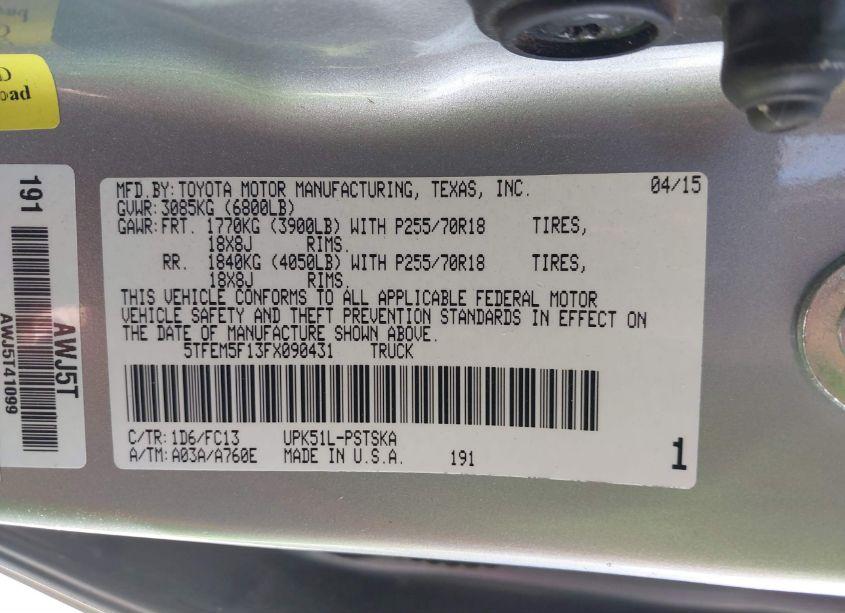 D
oad
191
AWJ5T
AWJ5T41099
MFD.BY:TOYOTA MOTOR MANUFACTURING, TEXAS, INC. 04/15
GVWR:3085KG (6800LB)
GAWR:FRT. 1770KG (3900LB) WITH P255/70R18 TIRES,
18X8J RIMS.
RR. 1840KG (4050LB) WITH P255/70R18 TIRES,
18X8J RIMS.
THIS VEHICLE CONFORMS TO ALL APPLICABLE FEDERAL MOTOR
VEHICLE SAFETY AND THEFT PREVENTION STANDARDS IN EFFECT ON
THE DATE OF MANUFACTURE SHOWN ABOVE.
5TFEM5F13FX090431 TRUCK
C/TR:1D6/FC13 UPK51L-PSTSKA
A/TM:A03A/A760E MADE IN U.S.A. 191 1